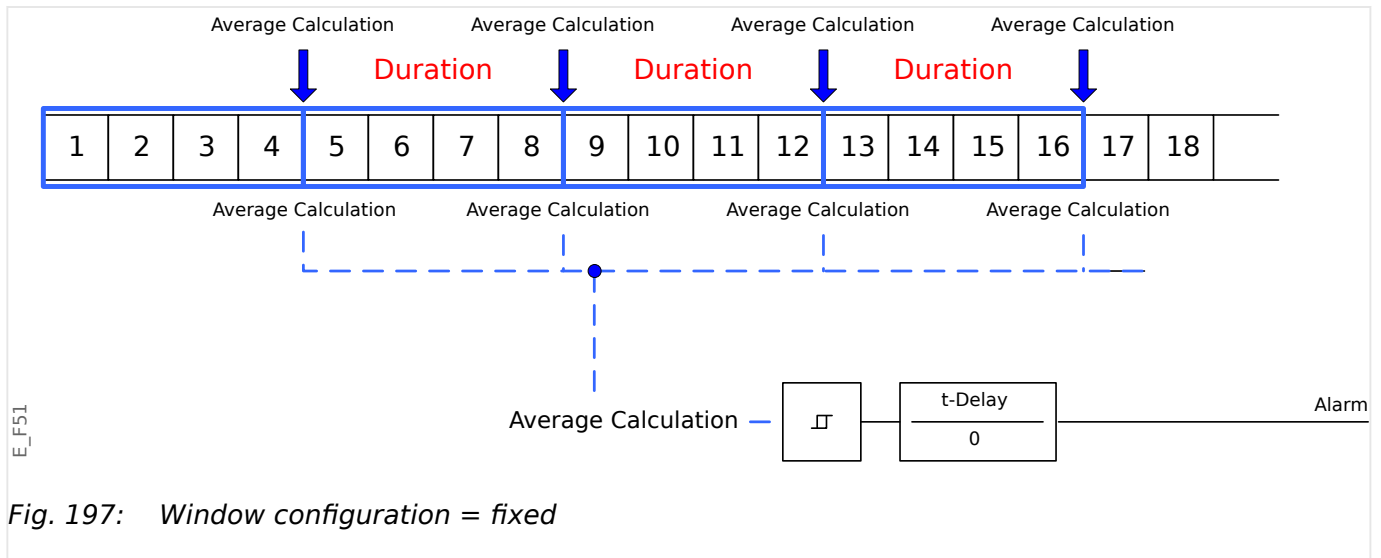 Average Calculation Average Calculation Average Calculation Average Calculation
Duration Duration Duration
1 2 3 4 5 6 7 8 9 10 11 12 13 14 15 16 17 18
Average Calculation Average Calculation Average Calculation Average Calculation
t-Delay
Alarm
Average Calculation
0
E_F51
Fig. 197: Window configuration = fixed